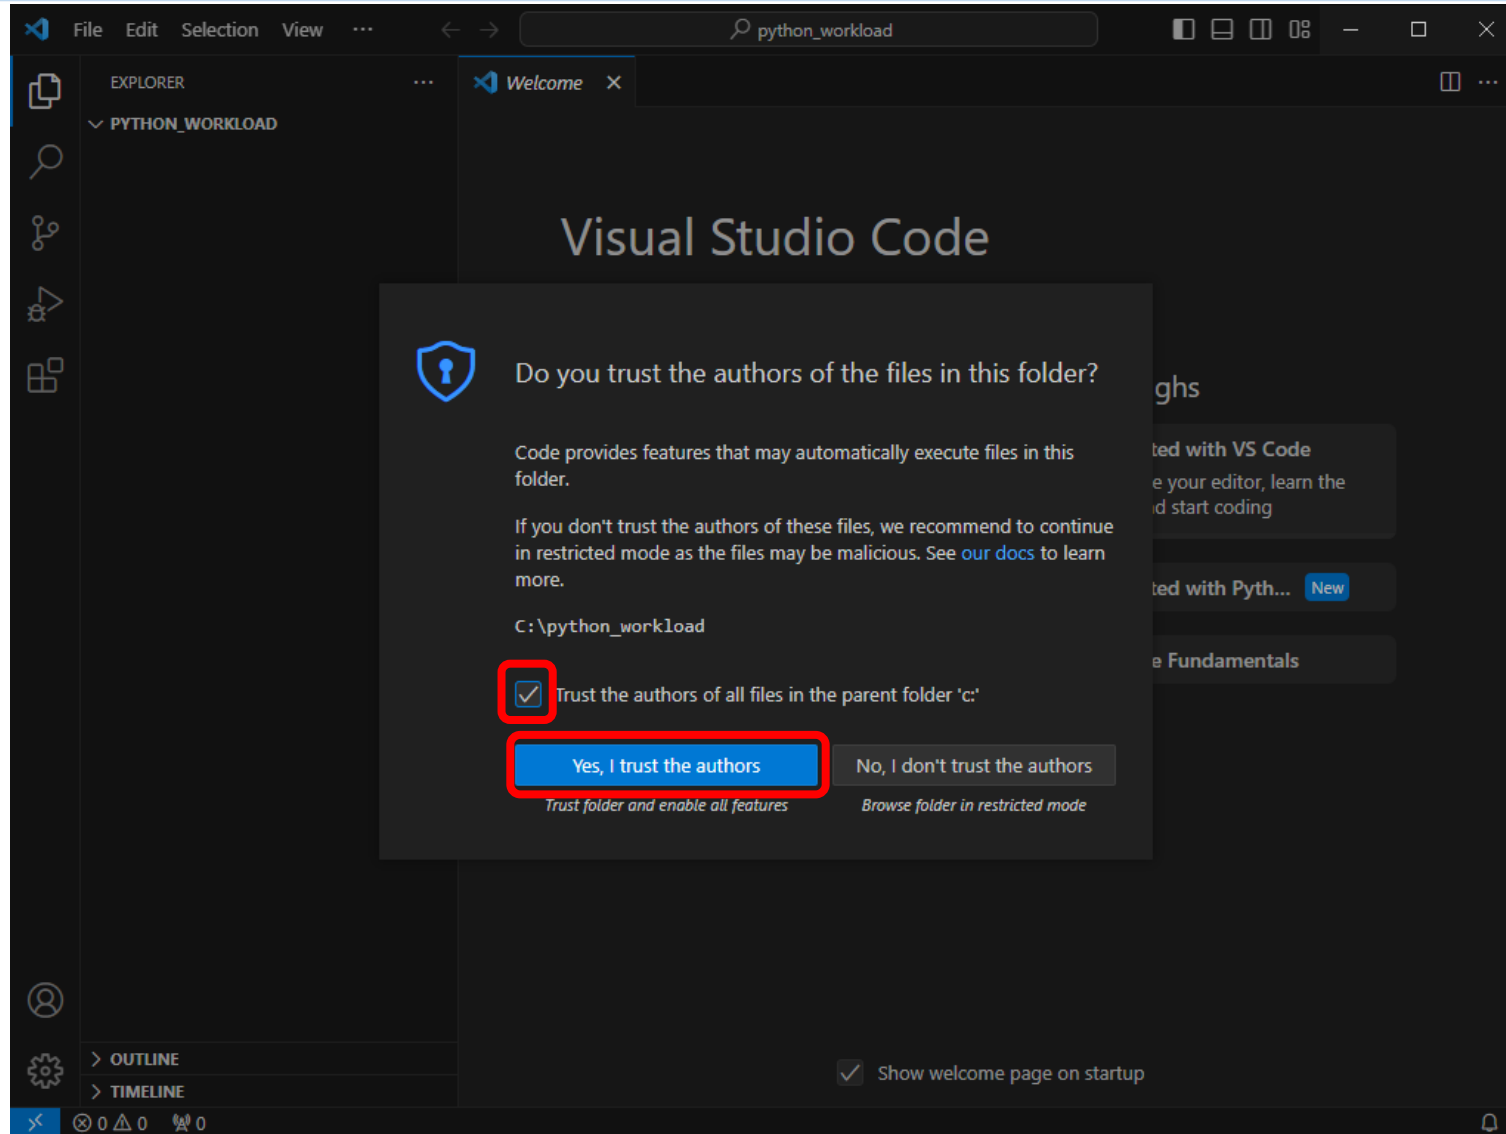 File Edit Selection View ··· python_workload
EXPLORER ···
Welcome
PYTHON_WORKLOAD
Visual Studio Code
Do you trust the authors of the files in this folder?
ghs
Code provides features that may automatically execute files in this
folder.
ted with VS Code
e your editor, learn the
d start coding
If you don't trust the authors of these files, we recommend to continue
in restricted mode as the files may be malicious. See our docs to learn
more.
ted with Pyth... New
C:\python_workload
e Fundamentals
Trust the authors of all files in the parent folder 'c:'
Yes, I trust the authors
No, I don't trust the authors
Trust folder and enable all features
Browse folder in restricted mode
OUTLINE
Show welcome page on startup
TIMELINE
0 0 0